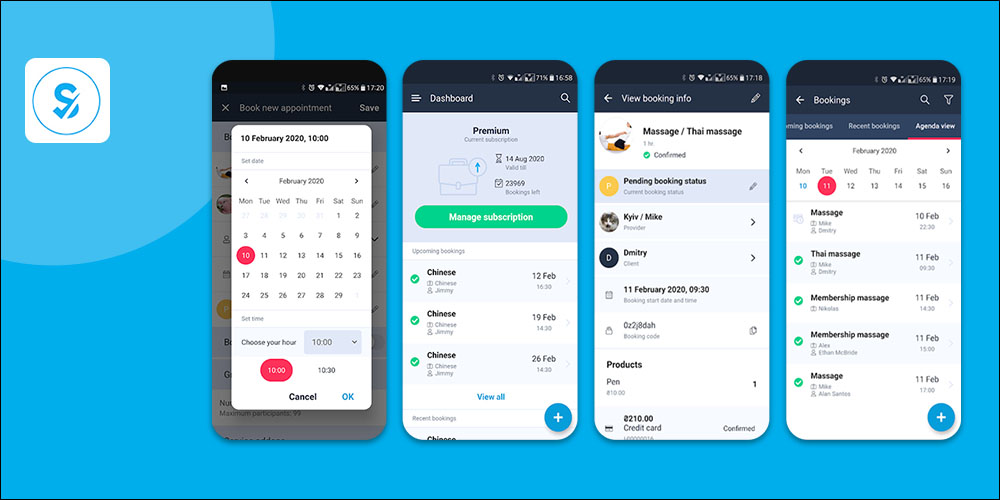 65% 17:20
Book new appointment Save
10 February 2020, 10:00
Set date
February 2020
Mon Tue Wed Thu Fri Sat Sun
27 28 29 30 31 1 2
3 4 5 6 7 8 9
10 11 12 13 14 15 16
17 18 19 20 21 22 23
24 25 26 27 28 29 1
Set time
Choose your hour 10:00
10:00 10:30
Cancel OK
Maximum participants: 99
Service address
71% 16:58
Dashboard
Premium
Current subscription
14 Aug 2020
Valid till
23969
Bookings left
Manage subscription
Upcoming bookings
Chinese 12 Feb
Chinese 16:30
Jimmy
Chinese 19 Feb
Chinese 14:30
Jimmy
Chinese 26 Feb
Chinese 14:30
Jimmy
View all
Recent bookings
Chinese
+
65% 17:18
View booking info
Massage / Thai massage
1 hr.
Confirmed
P
Pending booking status
Current booking status
Kyiv / Mike
Provider
D
Dmitry
Client
11 February 2020, 09:30
Booking start date and time
0z2j8dah
Booking code
Products
Pen 1
₴10.00
₴210.00
Credit card Confirmed
65% 17:19
Bookings
ming bookings Recent bookings Agenda view
February 2020
Mon Tue Wed Thu Fri Sat Sun
10 11 12 13 14 15 16
Massage 10 Feb
Mike 22:30
Dmitry
Thai massage 11 Feb
Mike 09:30
Dmitry
Membership massage 11 Feb
Nikolas 14:30
Membership massage 11 Feb
Alex 15:00
Ethan McBride
Massage 11 Feb
Mike 17:00
Alan Santos
+